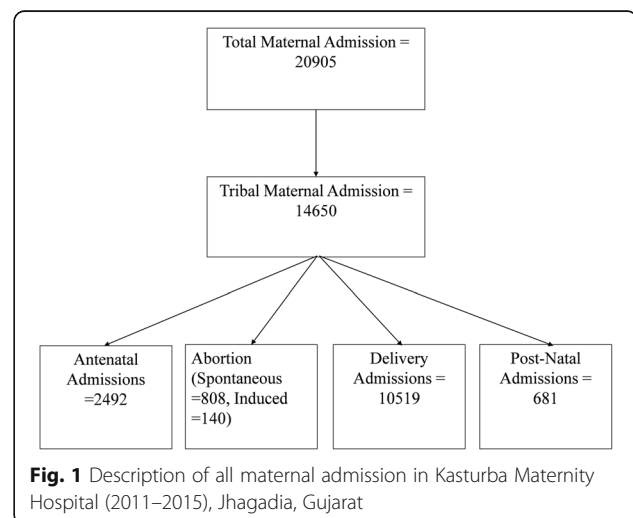 Total Maternal Admission =
20905
Tribal Maternal Admission =
14650
Antenatal
Admissions
=2492
Abortion
(Spontaneous
=808, Induced
=140)
Delivery
Admissions =
10519
Post-Natal
Admissions =
681
Fig. 1 Description of all maternal admission in Kasturba Maternity
Hospital (2011–2015), Jhagadia, Gujarat